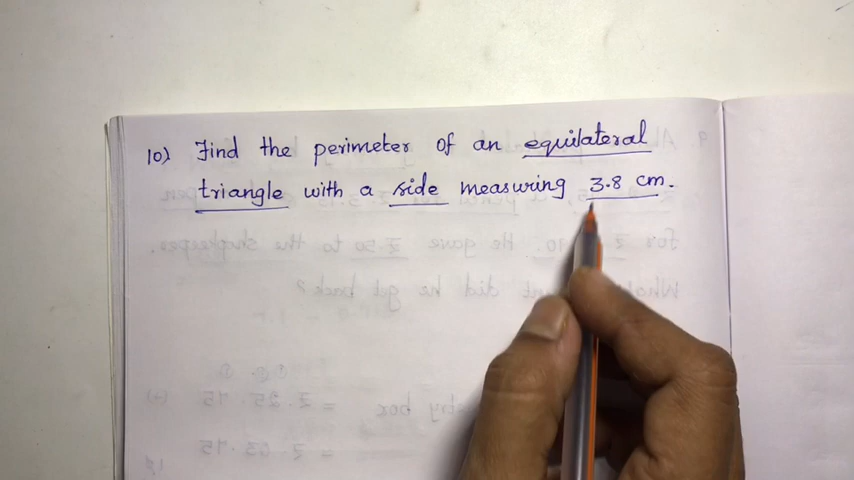 10) Find the perimeter of an equilateral
triangle with a side measuring 3.8 cm.